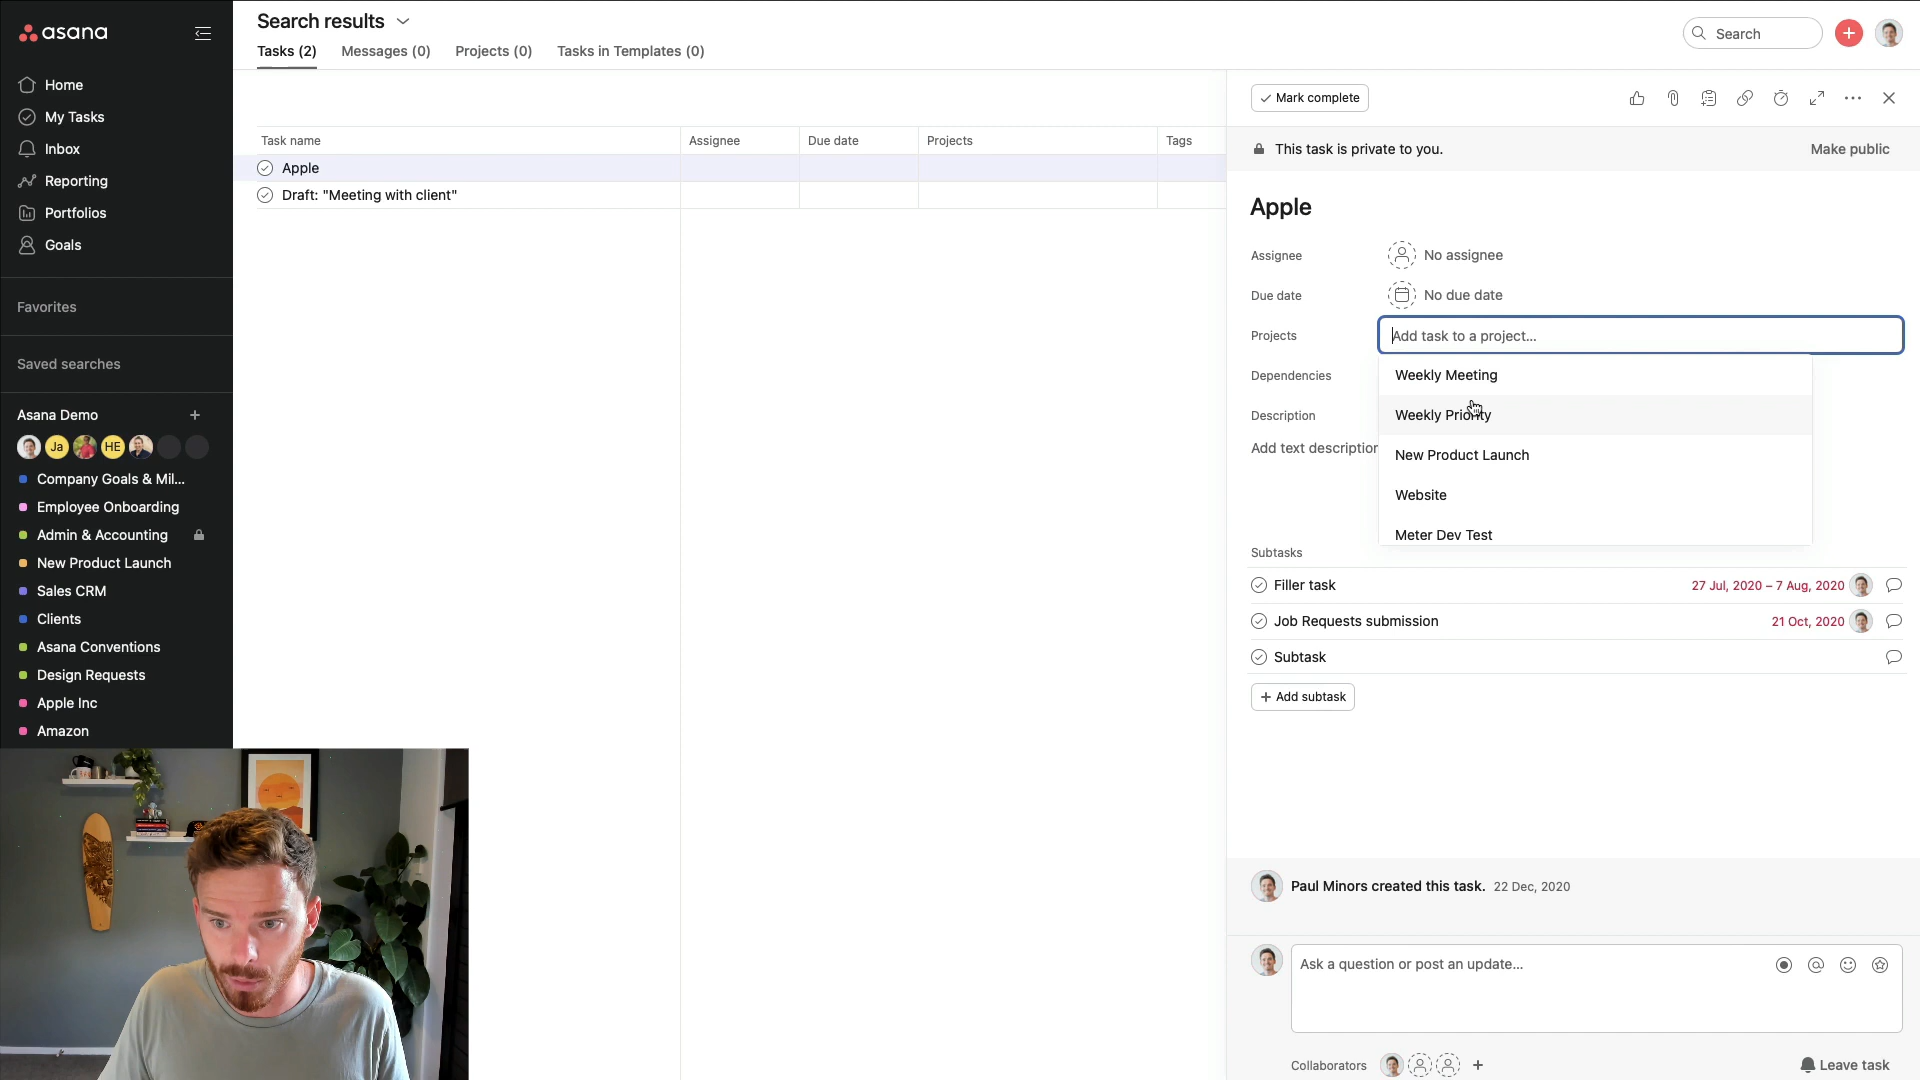 asana
Home
My Tasks
Inbox
Reporting
Portfolios
Goals
Favorites
Saved searches
Asana Demo
Ja
HE
Company Goals & Mil...
Employee Onboarding
Admin & Accounting
New Product Launch
Sales CRM
Clients
Asana Conventions
Design Requests
Apple Inc
Amazon
Search results
Tasks (2) Messages (0) Projects (0) Tasks in Templates (0)
Search
Task name Assignee Due date Projects Tags
Apple
Draft: "Meeting with client"
Mark complete
This task is private to you. Make public
Apple
Assignee No assignee
Due date No due date
Projects Add task to a project...
Dependencies
Description
Add text description
Weekly Meeting
Weekly Priority
New Product Launch
Website
Meter Dev Test
Subtasks
Filler task 27 Jul, 2020 – 7 Aug, 2020
Job Requests submission 21 Oct, 2020
Subtask
+ Add subtask
Paul Minors created this task. 22 Dec, 2020
Ask a question or post an update...
Collaborators
Leave task